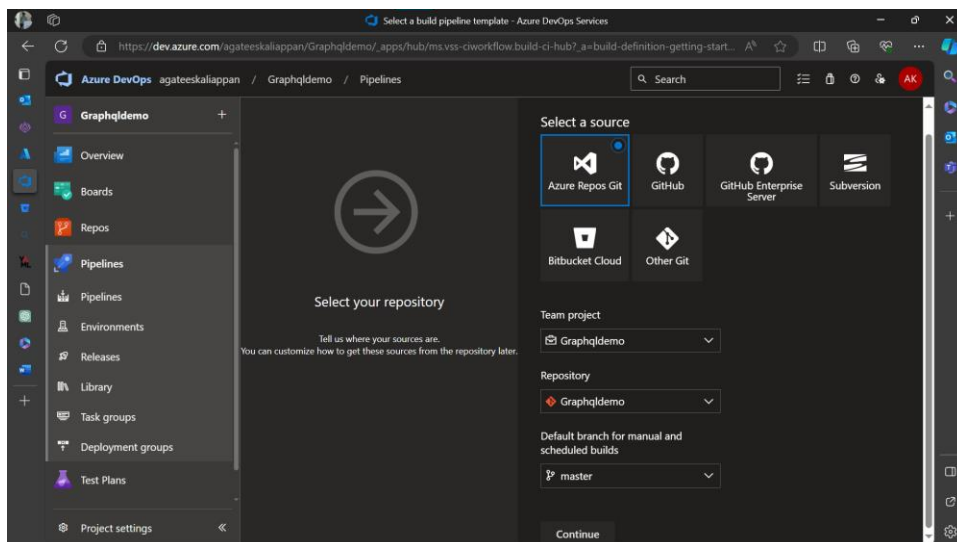 Select a build pipeline template - Azure DevOps Services
https://dev.azure.com/agateeskaliappan/Graphqldemo/_apps/hub/ms.vss-ciworkflow.build-ci-hub?_a=build-definition-getting-start...
Azure DevOps agateeskaliappan / Graphqldemo / Pipelines
Search
AK
G Graphqldemo
Overview
Boards
Repos
Pipelines
Pipelines
Environments
Releases
Library
Task groups
Deployment groups
Test Plans
Project settings
Select your repository
Tell us where your sources are.
You can customize how to get these sources from the repository later.
Select a source
Azure Repos Git
GitHub
GitHub Enterprise
Server
Subversion
Bitbucket Cloud
Other Git
Team project
Graphqldemo
Repository
Graphqldemo
Default branch for manual and
scheduled builds
master
Continue